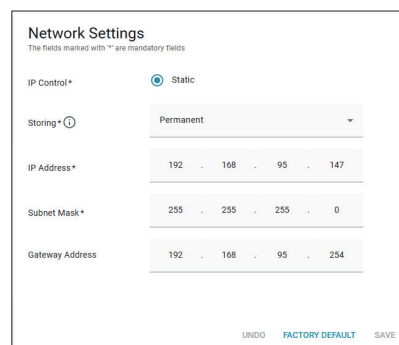 Network Settings
The fields marked with '*' are mandatory fields
IP Control*
Static
Storing*
Permanent
IP Address*
192 . 168 . 95 . 147
Subnet Mask*
255 . 255 . 255 . 0
Gateway Address
192 . 168 . 95 . 254
UNDO FACTORY DEFAULT SAVE